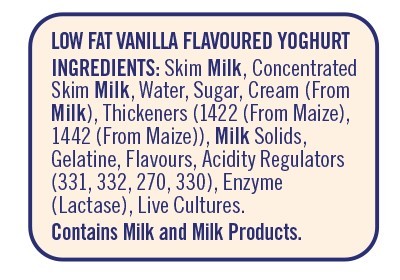 LOW FAT VANILLA FLAVOURED YOGHURT
INGREDIENTS: Skim Milk, Concentrated
Skim Milk, Water, Sugar, Cream (From
Milk), Thickeners (1422 (From Maize),
1442 (From Maize)), Milk Solids,
Gelatine, Flavours, Acidity Regulators
(331, 332, 270, 330), Enzyme
(Lactase), Live Cultures.
Contains Milk and Milk Products.